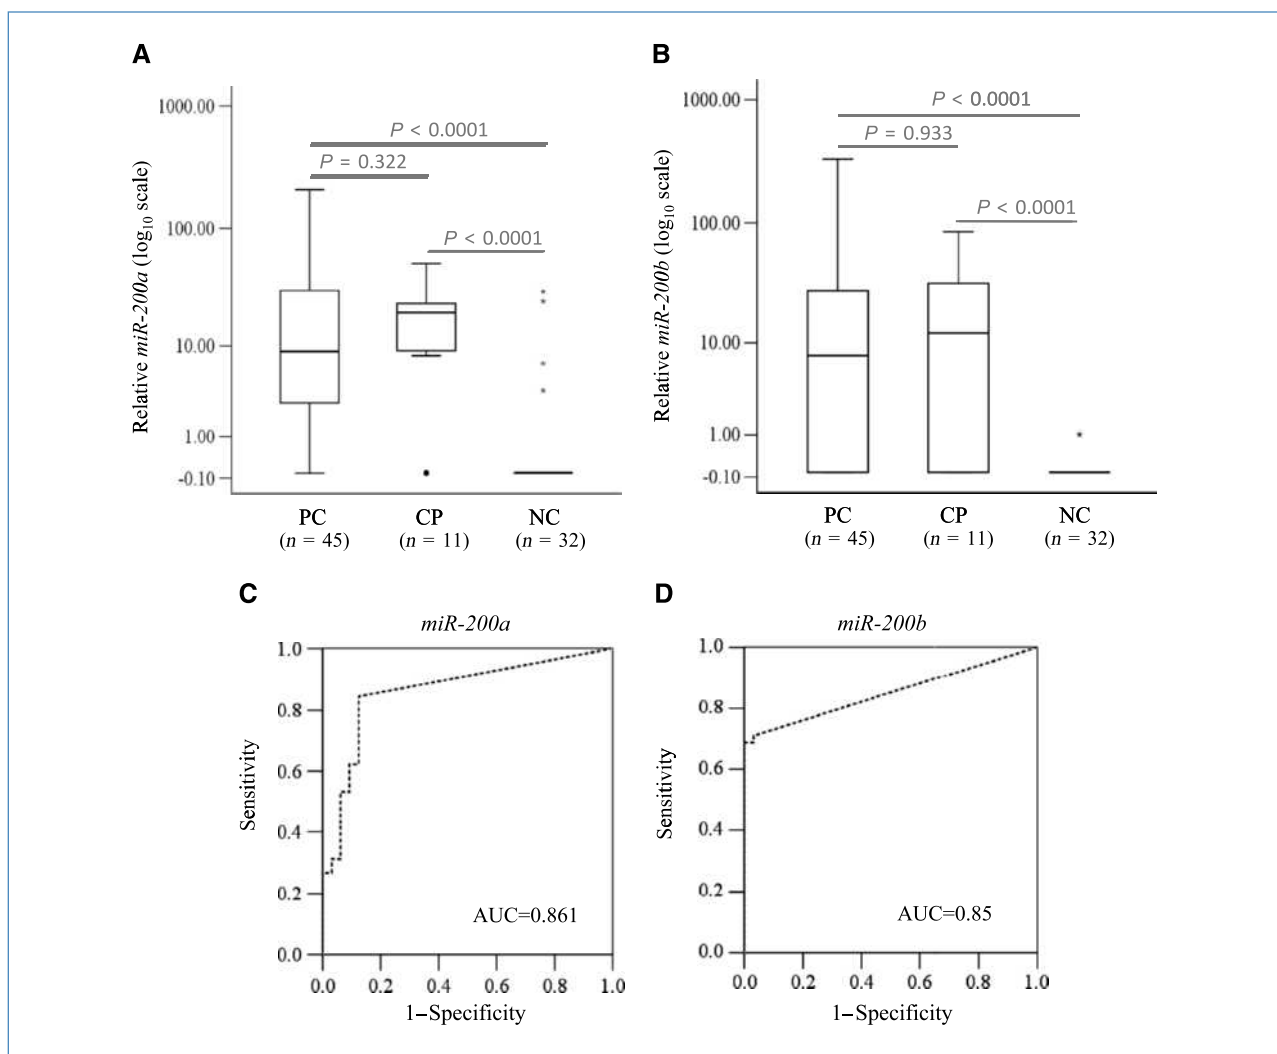 A
B
1000.00
100.00
10.00
1.00
-0.10
Relative miR-200a (log10 scale)
P < 0.0001
P = 0.322
P < 0.0001
PC
CP
NC
(n = 45)
(n = 11)
(n = 32)
1000.00
100.00
10.00
1.00
-0.10
Relative miR-200b (log10 scale)
P < 0.0001
P = 0.933
P < 0.0001
PC
CP
NC
(n = 45)
(n = 11)
(n = 32)
C
miR-200a
1.0
0.8
0.6
0.4
0.2
0.0
Sensitivity
AUC=0.861
0.0 0.2 0.4 0.6 0.8 1.0
1–Specificity
D
miR-200b
1.0
0.8
0.6
0.4
0.2
0.0
Sensitivity
AUC=0.85
0.0 0.2 0.4 0.6 0.8 1.0
1–Specificity